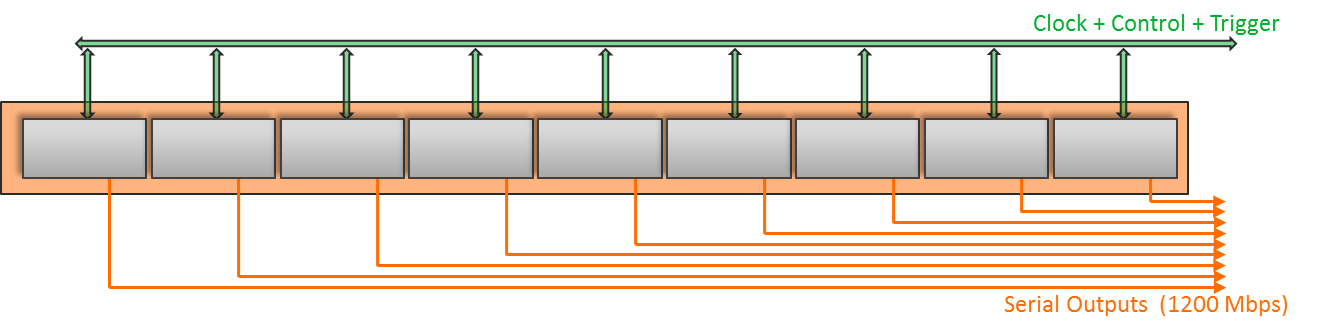 Clock + Control + Trigger
Serial Outputs (1200 Mbps)